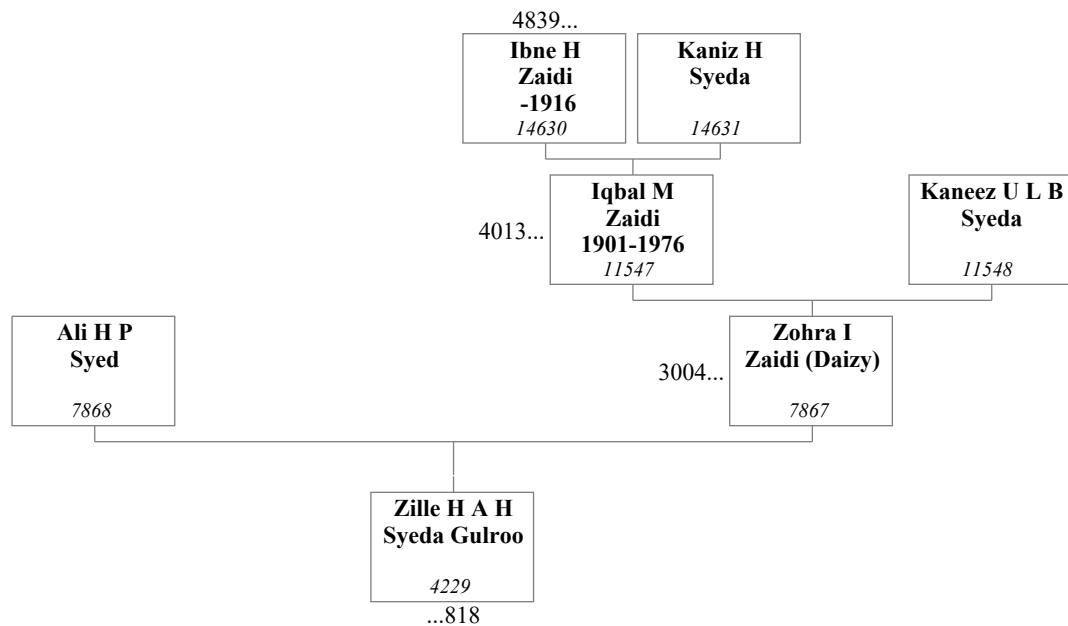 4839...
Ibne H
Zaidi
-1916
14630
Kaniz H
Syeda
14631
4013...
Iqbal M
Zaidi
1901-1976
11547
Kaneez U L B
Syeda
11548
Ali H P
Syed
7868
3004...
Zohra I
Zaidi (Daizy)
7867
Zille H A H
Syeda Gulroo
4229
...818